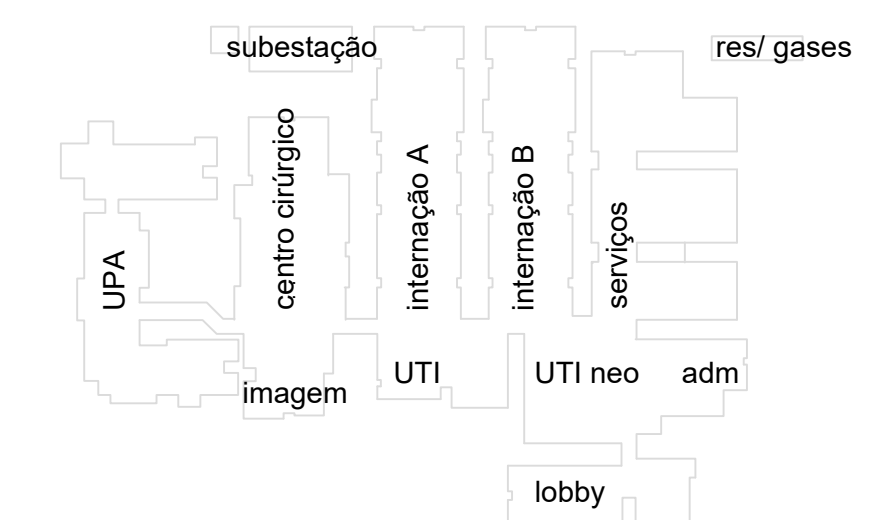 subestação
res/ gases
centro cirúrgico
internação A
internação B
serviços
UPA
imagem
UTI
UTI neo
adm
lobby